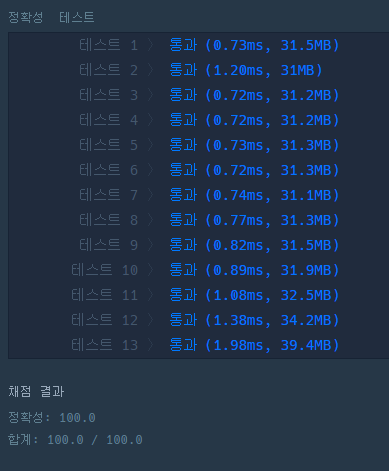 정확성 테스트
테스트 1 〉 통과 (0.73ms, 31.5MB)
테스트 2 〉 통과 (1.20ms, 31MB)
테스트 3 〉 통과 (0.72ms, 31.2MB)
테스트 4 〉 통과 (0.72ms, 31.2MB)
테스트 5 〉 통과 (0.73ms, 31.3MB)
테스트 6 〉 통과 (0.72ms, 31.3MB)
테스트 7 〉 통과 (0.74ms, 31.1MB)
테스트 8 〉 통과 (0.77ms, 31.3MB)
테스트 9 〉 통과 (0.82ms, 31.5MB)
테스트 10 〉 통과 (0.89ms, 31.9MB)
테스트 11 〉 통과 (1.08ms, 32.5MB)
테스트 12 〉 통과 (1.38ms, 34.2MB)
테스트 13 〉 통과 (1.98ms, 39.4MB)
채점 결과
정확성: 100.0
합계: 100.0 / 100.0